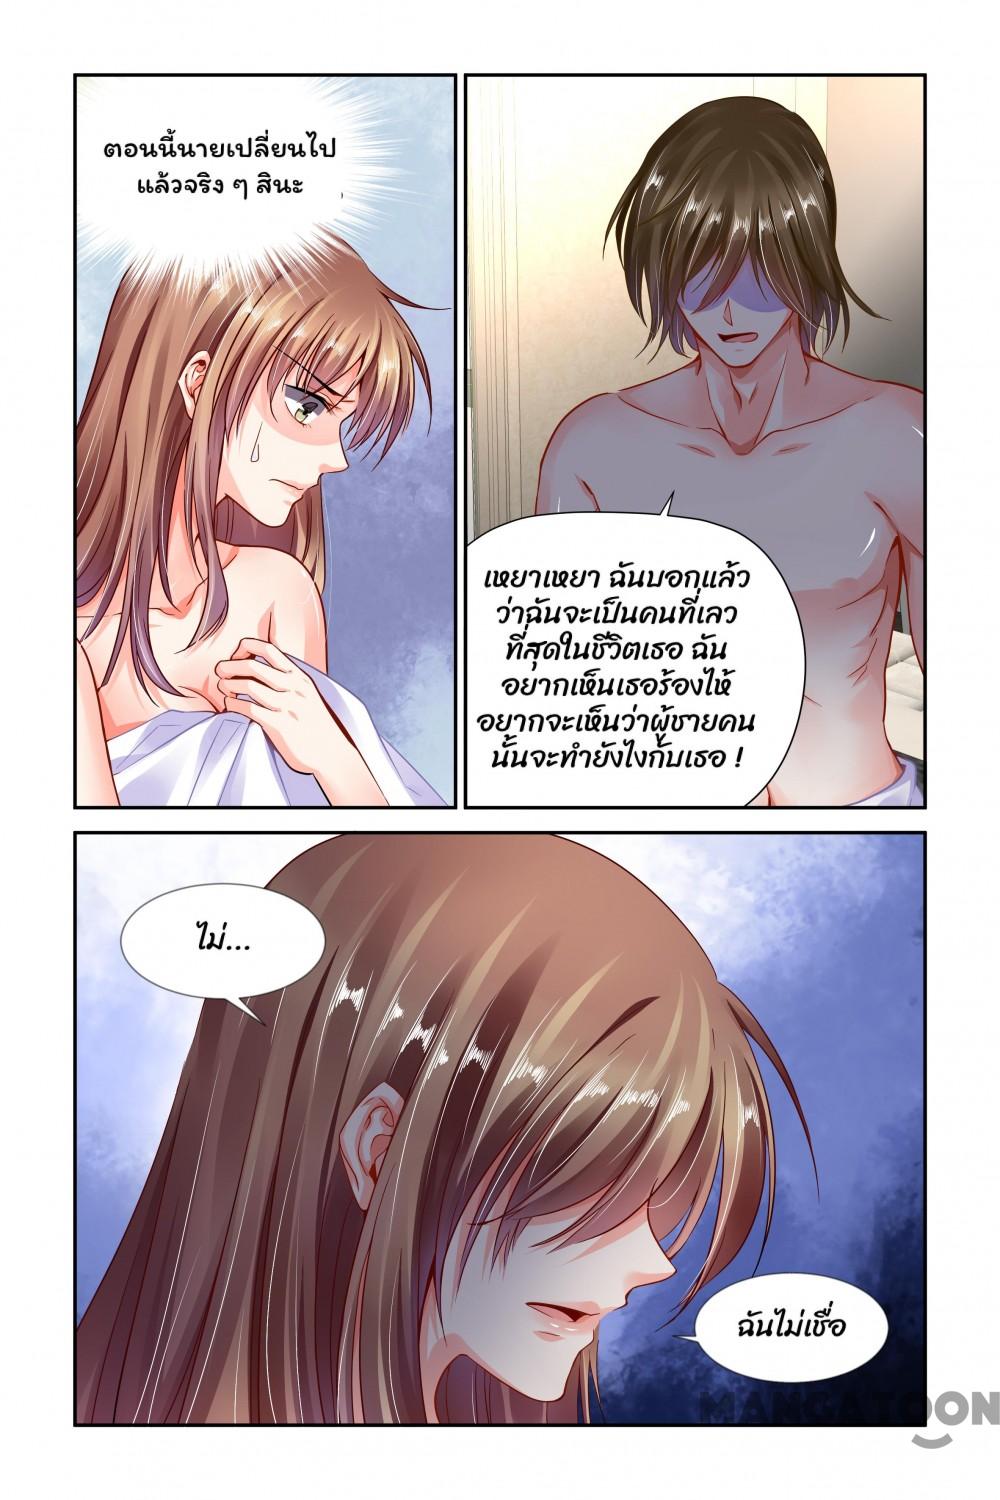 ตอนนี้นายเปลี่ยนไป
แล้วจริง ๆ สินะ
เหยาเหยา ฉันบอกแล้ว
ว่าฉันจะเป็นคนที่เลว
ที่สุดในชีวิตเธอ ฉัน
อยากเห็นเธอร้องไห้
อยากจะเห็นว่าผู้ชายคน
นั้นจะทำยังไงกับเธอ !
ไม่...
ฉันไม่เชื่อ
MANGATOON